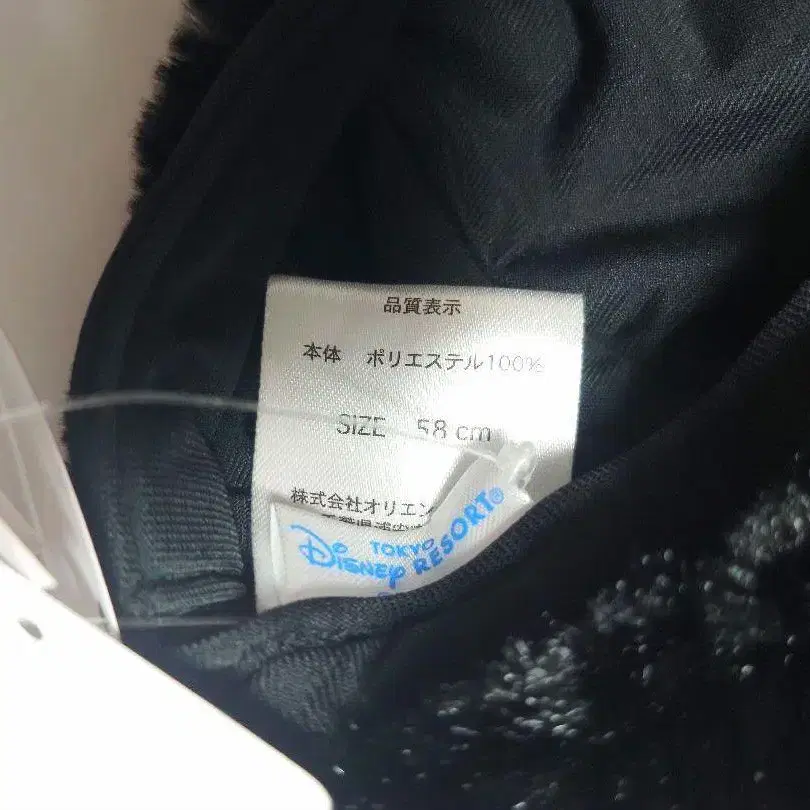 品質表示
本体 ポリエステル100%
SIZE 58 cm
株式会社オリエン
TOKYO
Disney RESORT®